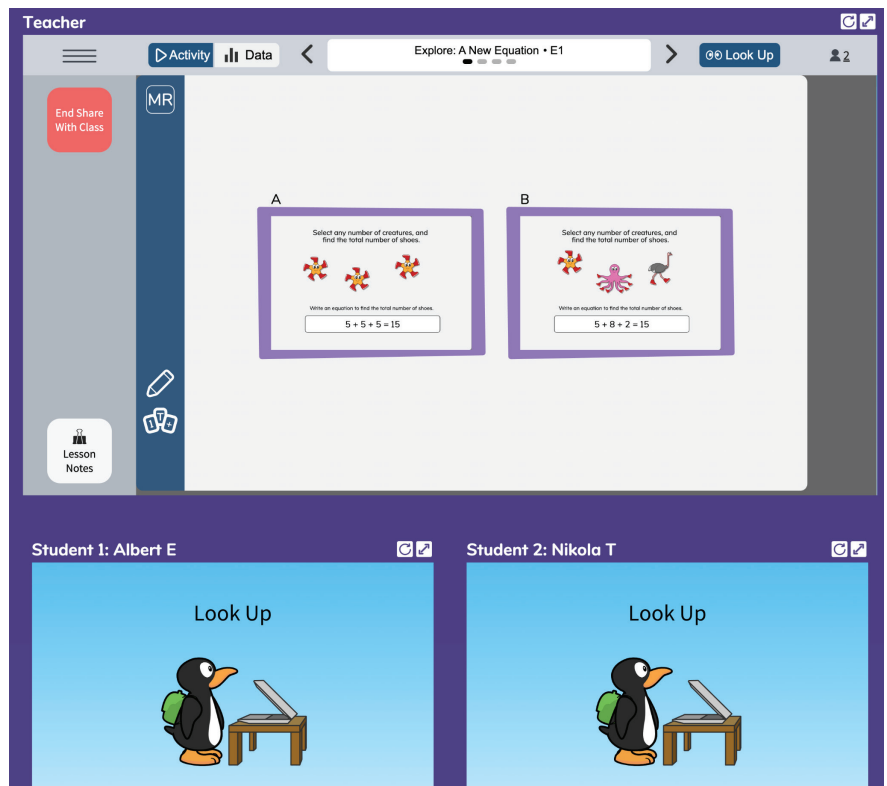 Teacher
Activity
Data
Explore: A New Equation • E1
Look Up
2
End Share
With Class
MR
A
B
Select any number of creatures, and
find the total number of shoes.
Write an equation to find the total number of shoes.
5 + 5 + 5 = 15
Select any number of creatures, and
find the total number of shoes.
Write an equation to find the total number of shoes.
5 + 8 + 2 = 15
1 T +
Lesson
Notes
Student 1: Albert E
Student 2: Nikola T
Look Up
Look Up